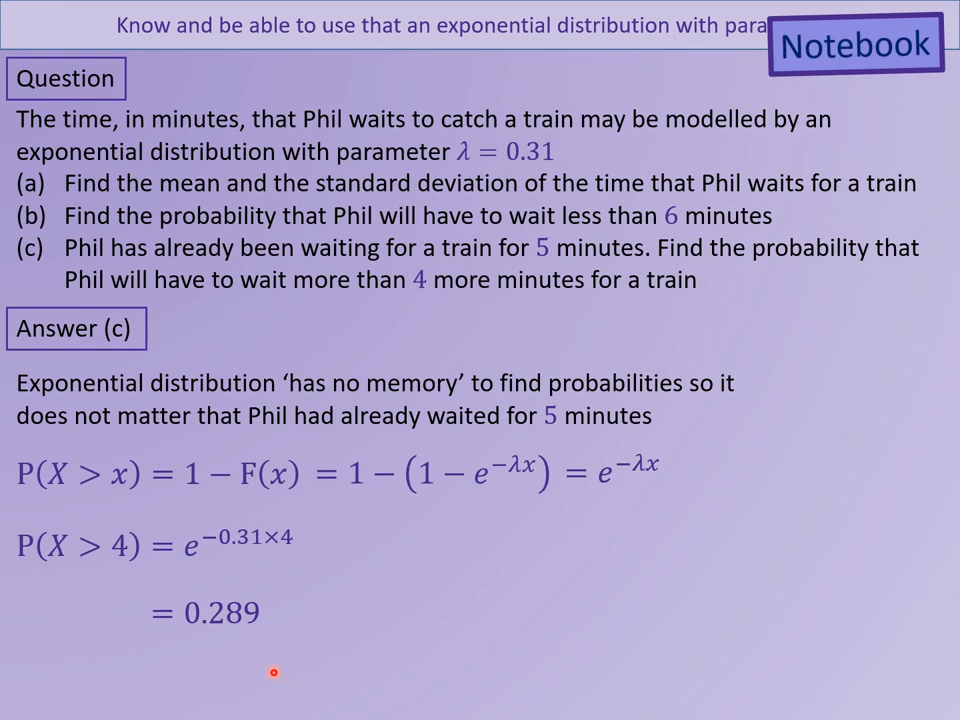 Know and be able to use that an exponential distribution with para
Notebook
Question
The time, in minutes, that Phil waits to catch a train may be modelled by an
exponential distribution with parameter λ = 0.31
(a) Find the mean and the standard deviation of the time that Phil waits for a train
(b) Find the probability that Phil will have to wait less than 6 minutes
(c) Phil has already been waiting for a train for 5 minutes. Find the probability that
Phil will have to wait more than 4 more minutes for a train
Answer (c)
Exponential distribution ‘has no memory’ to find probabilities so it
does not matter that Phil had already waited for 5 minutes
P(X > x) = 1 − F(x) = 1 − (1 − e^{−λx}) = e^{−λx}
P(X > 4) = e^{−0.31×4}
= 0.289